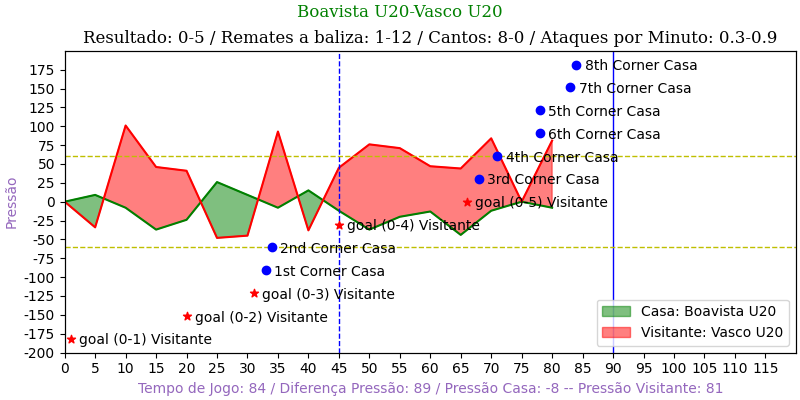 Boavista U20-Vasco U20
Resultado: 0-5 / Remates a baliza: 1-12 / Cantos: 8-0 / Ataques por Minuto: 0.3-0.9
Pressão
175
150
125
100
75
50
25
0
-25
-50
-75
-100
-125
-150
-175
-200
8th Corner Casa
7th Corner Casa
5th Corner Casa
6th Corner Casa
4th Corner Casa
3rd Corner Casa
goal (0-5) Visitante
goal (0-4) Visitante
2nd Corner Casa
1st Corner Casa
goal (0-3) Visitante
goal (0-2) Visitante
goal (0-1) Visitante
Casa: Boavista U20
Visitante: Vasco U20
0 5 10 15 20 25 30 35 40 45 50 55 60 65 70 75 80 85 90 95 100 105 110 115
Tempo de Jogo: 84 / Diferença Pressão: 89 / Pressão Casa: -8 -- Pressão Visitante: 81